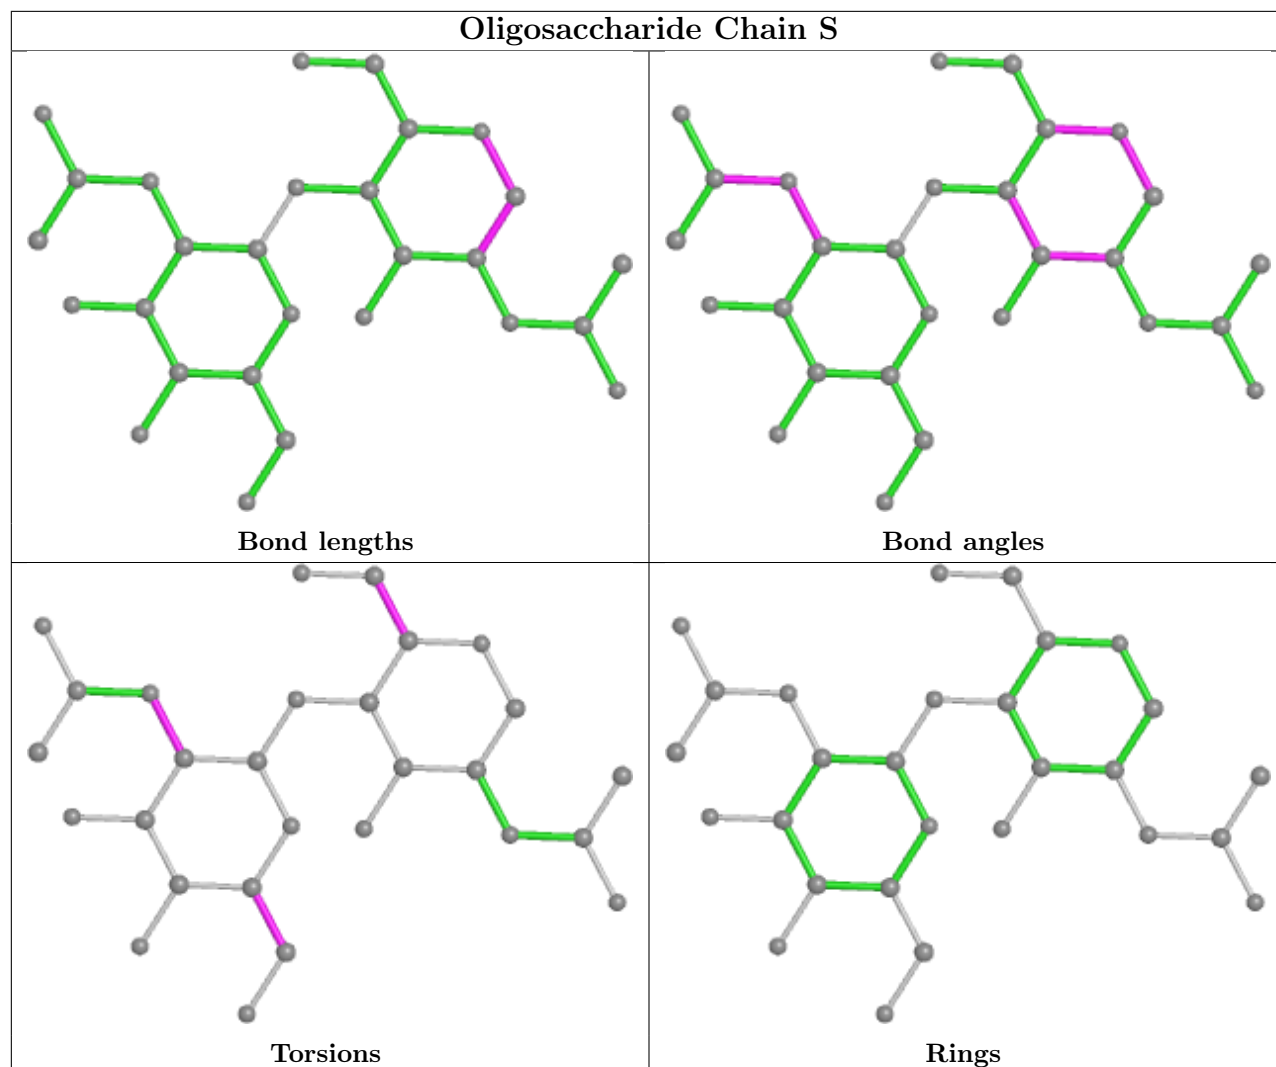 Oligosaccharide Chain S
Bond lengths
Bond angles
Torsions
Rings